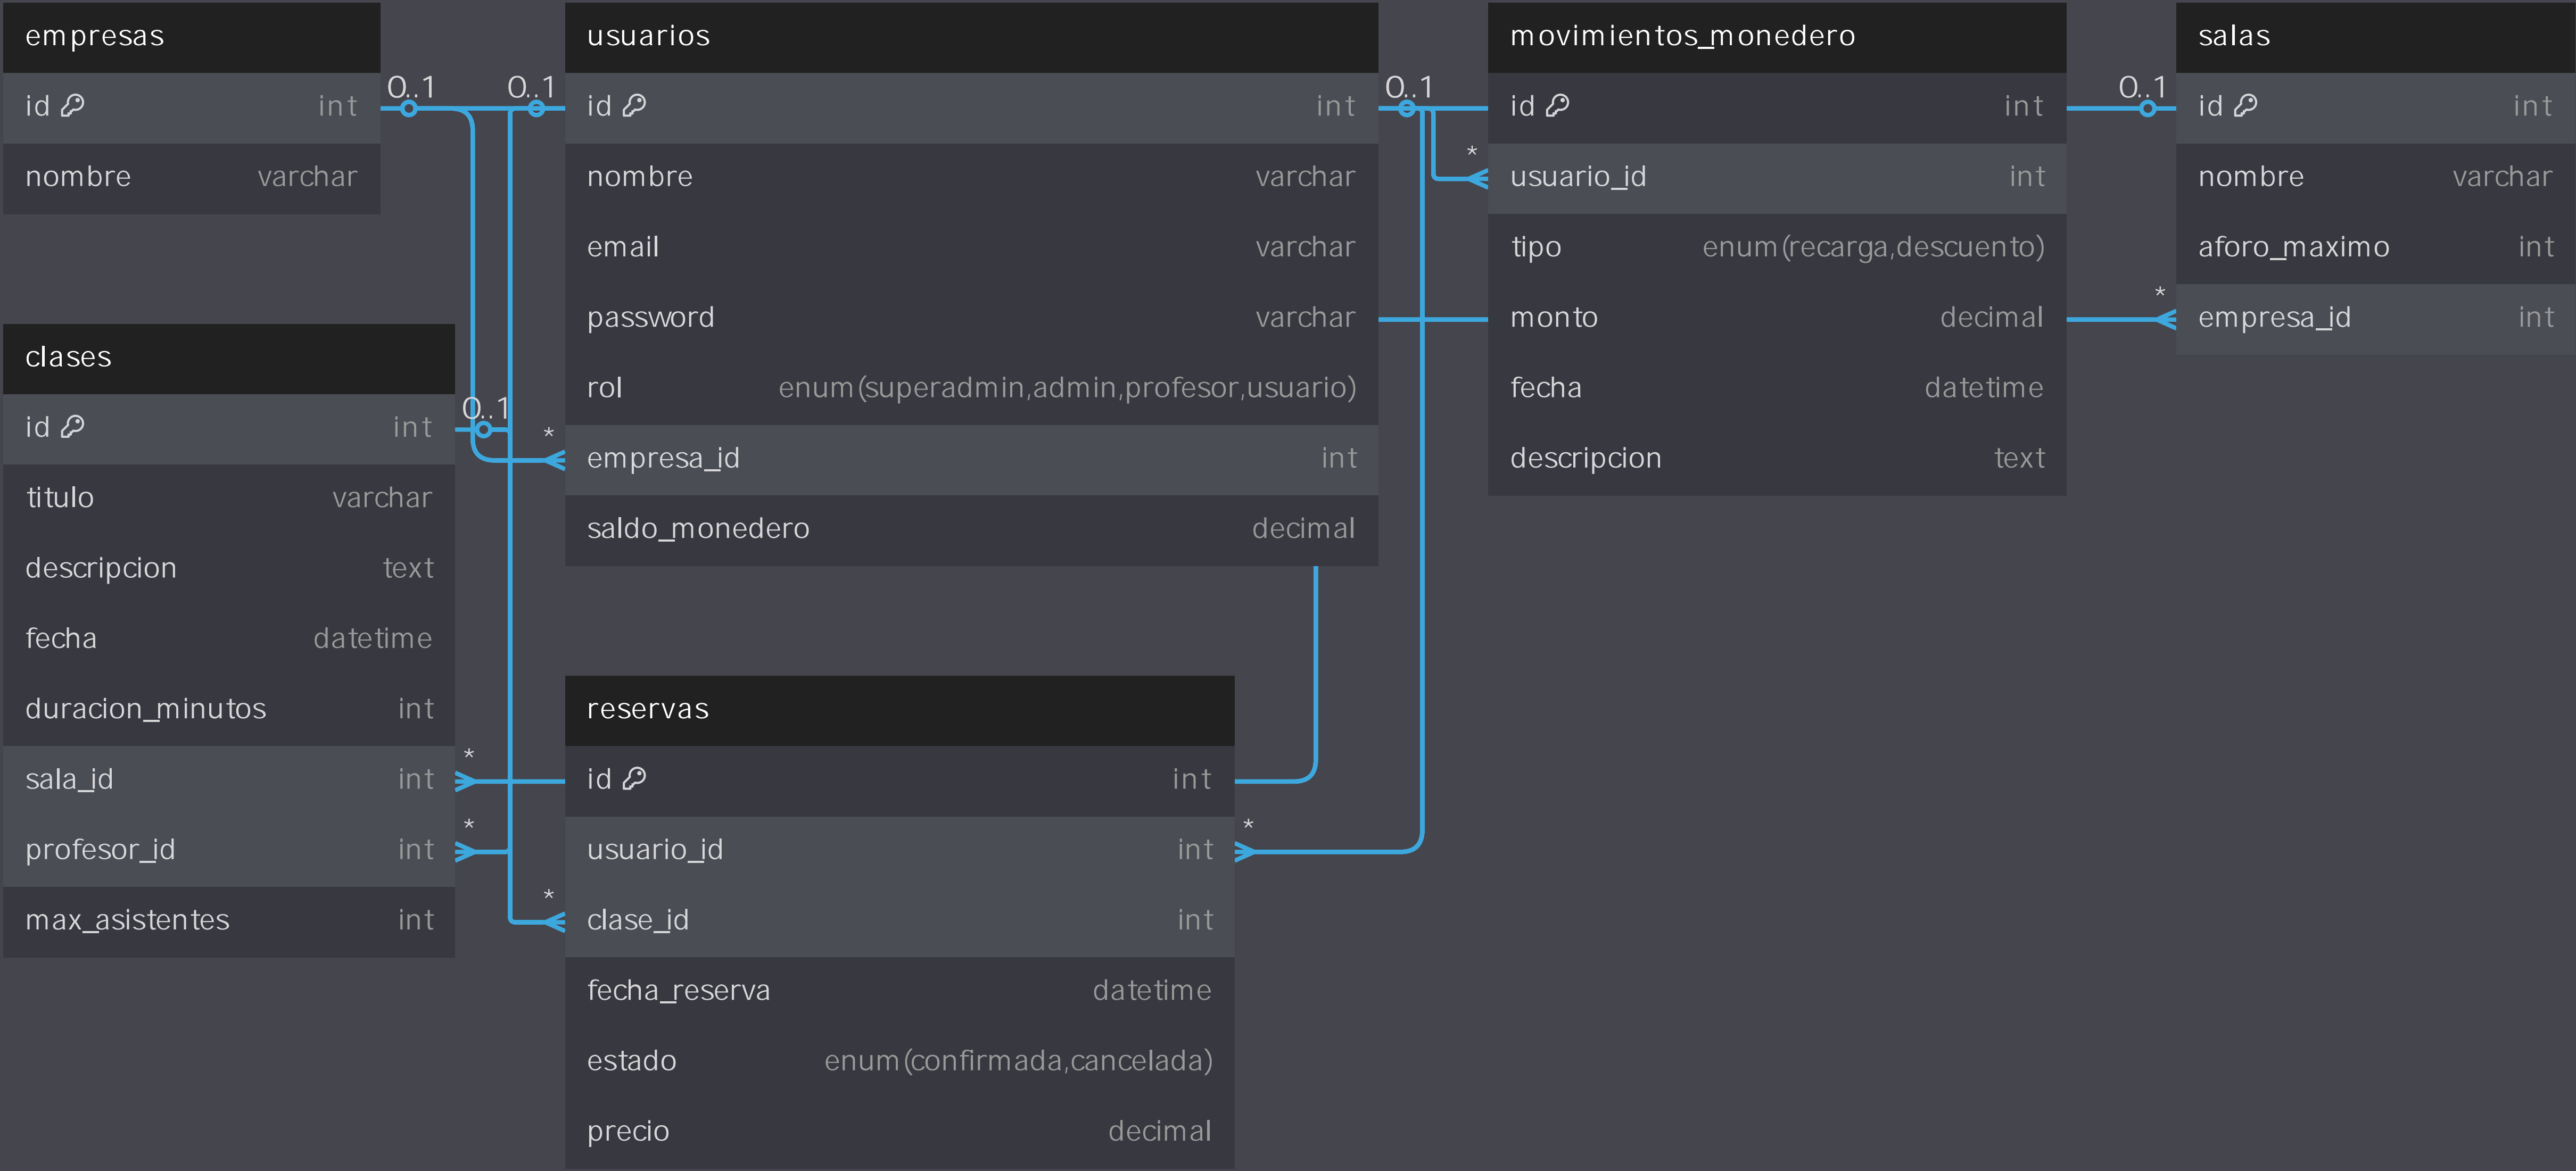 empresas
id int
nombre varchar
0..1
0..1
usuarios
id int
nombre varchar
email varchar
password varchar
rol enum(superadmin,admin,profesor,usuario)
* empresa_id int
saldo_monedero decimal
0..1
*
movimientos_monedero
id int
usuario_id int
tipo enum(recarga,descuento)
monto decimal
fecha datetime
descripcion text
0..1
*
salas
id int
nombre varchar
aforo_maximo int
empresa_id int
clases
id int
0..1
titulo varchar
descripcion text
fecha datetime
duracion_minutos int
sala_id int *
profesor_id int *
max_asistentes int
reservas
id int
usuario_id int *
* clase_id int
fecha_reserva datetime
estado enum(confirmada,cancelada)
precio decimal